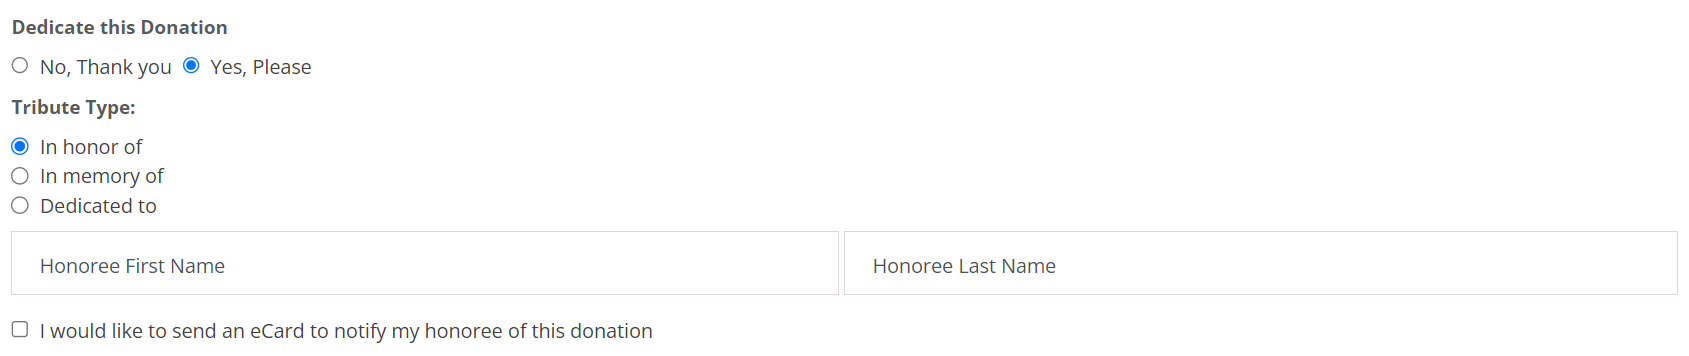 Dedicate this Donation
No, Thank you Yes, Please
Tribute Type:
In honor of
In memory of
Dedicated to
Honoree First Name Honoree Last Name
I would like to send an eCard to notify my honoree of this donation